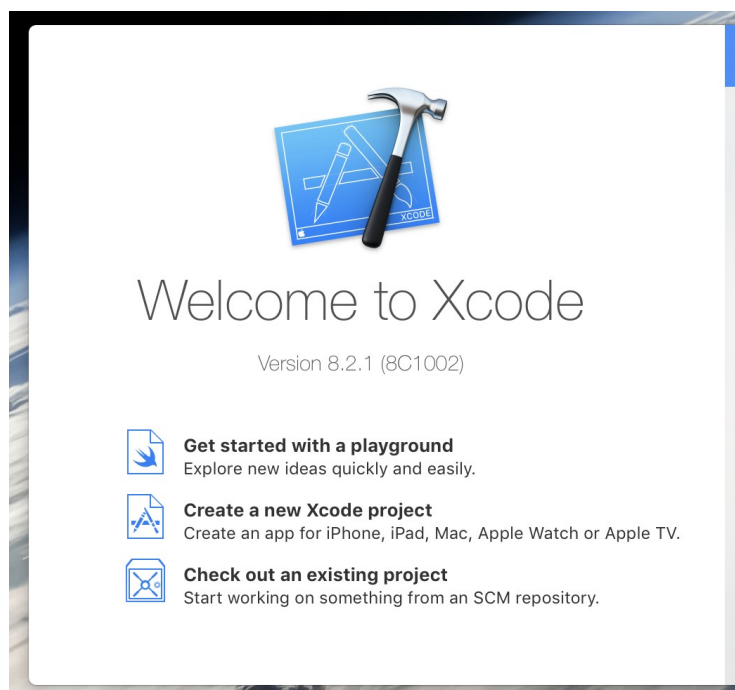 XCODE
Welcome to Xcode
Version 8.2.1 (8C1002)
Get started with a playground
Explore new ideas quickly and easily.
Create a new Xcode project
Create an app for iPhone, iPad, Mac, Apple Watch or Apple TV.
Check out an existing project
Start working on something from an SCM repository.